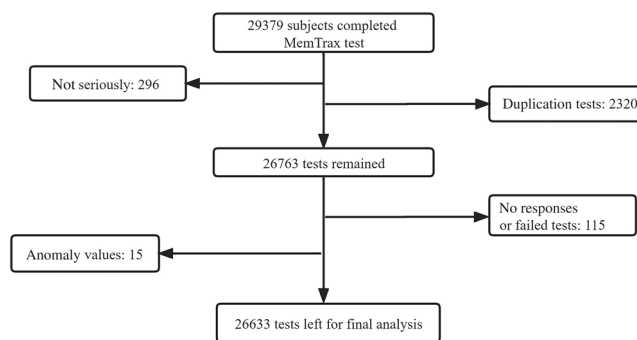 29379 subjects completed
MemTrax test
Not seriously: 296
Duplication tests: 2320
26763 tests remained
No responses
or failed tests: 115
Anomaly values: 15
26633 tests left for final analysis